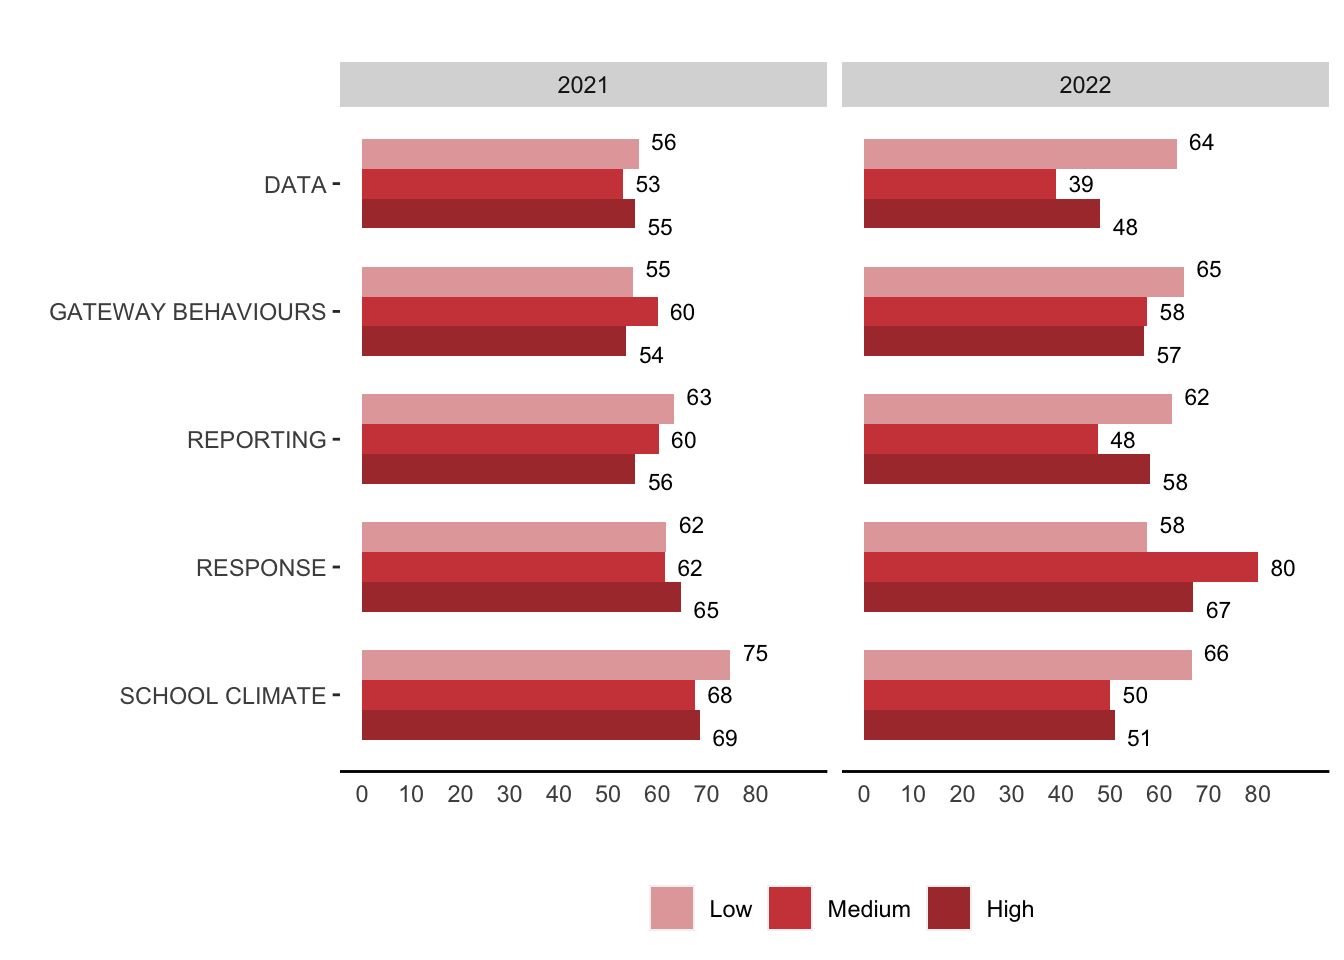 2021 2022
56 64
DATA 53 39
55 48
55 65
GATEWAY BEHAVIOURS 60 58
54 57
63 62
REPORTING 60 48
56 58
62 58
RESPONSE 62 80
65 67
75 66
SCHOOL CLIMATE 68 50
69 51
0 10 20 30 40 50 60 70 80 0 10 20 30 40 50 60 70 80
Low Medium High